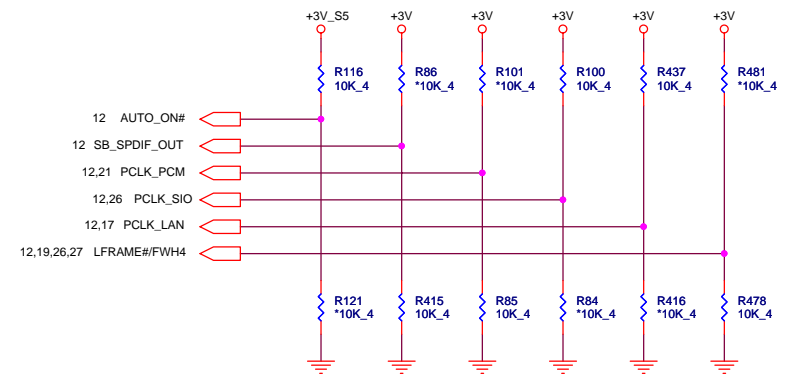 +3V_S5 +3V +3V +3V +3V +3V
R116 R86 R101 R100 R437 R481
10K_4 *10K_4 *10K_4 10K_4 10K_4 *10K_4
12 AUTO_ON#
12 SB_SPDIF_OUT
12,21 PCLK_PCM
12,26 PCLK_SIO
12,17 PCLK_LAN
12,19,26,27 LFRAME#/FWH4
R121 R415 R85 R84 R416 R478
*10K_4 10K_4 10K_4 *10K_4 *10K_4 10K_4